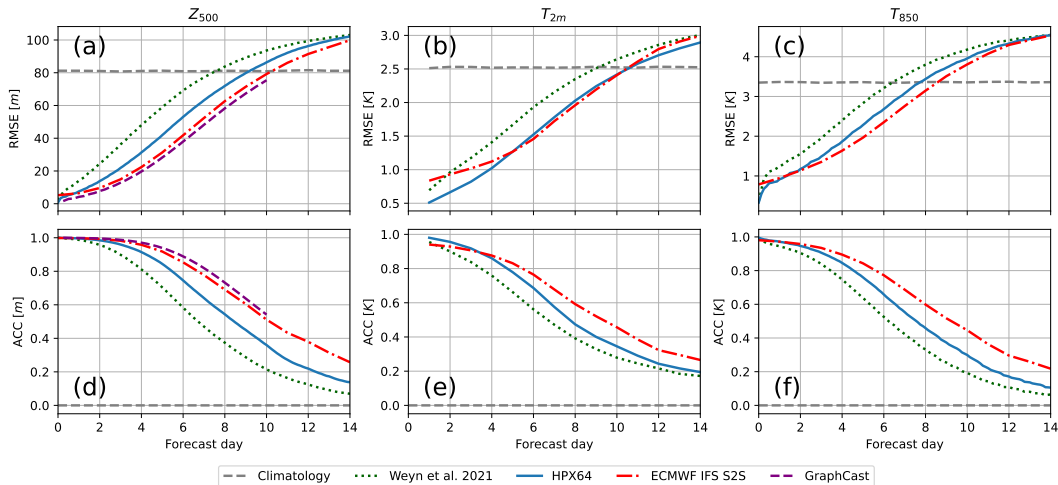 Z500 T2m T850
(a) (b) (c)
RMSE [m]
100
80
60
40
20
0
0 2 4 6 8 10 12 14
RMSE [K]
3.0
2.5
2.0
1.5
1.0
0.5
0 2 4 6 8 10 12 14
RMSE [K]
4
3
2
1
0 2 4 6 8 10 12 14
(d) (e) (f)
ACC [m]
1.0
0.8
0.6
0.4
0.2
0.0
0 2 4 6 8 10 12 14
Forecast day
ACC [K]
1.0
0.8
0.6
0.4
0.2
0.0
0 2 4 6 8 10 12 14
Forecast day
ACC [K]
1.0
0.8
0.6
0.4
0.2
0.0
0 2 4 6 8 10 12 14
Forecast day
Climatology Weyn et al. 2021 HPX64 ECMWF IFS S2S GraphCast